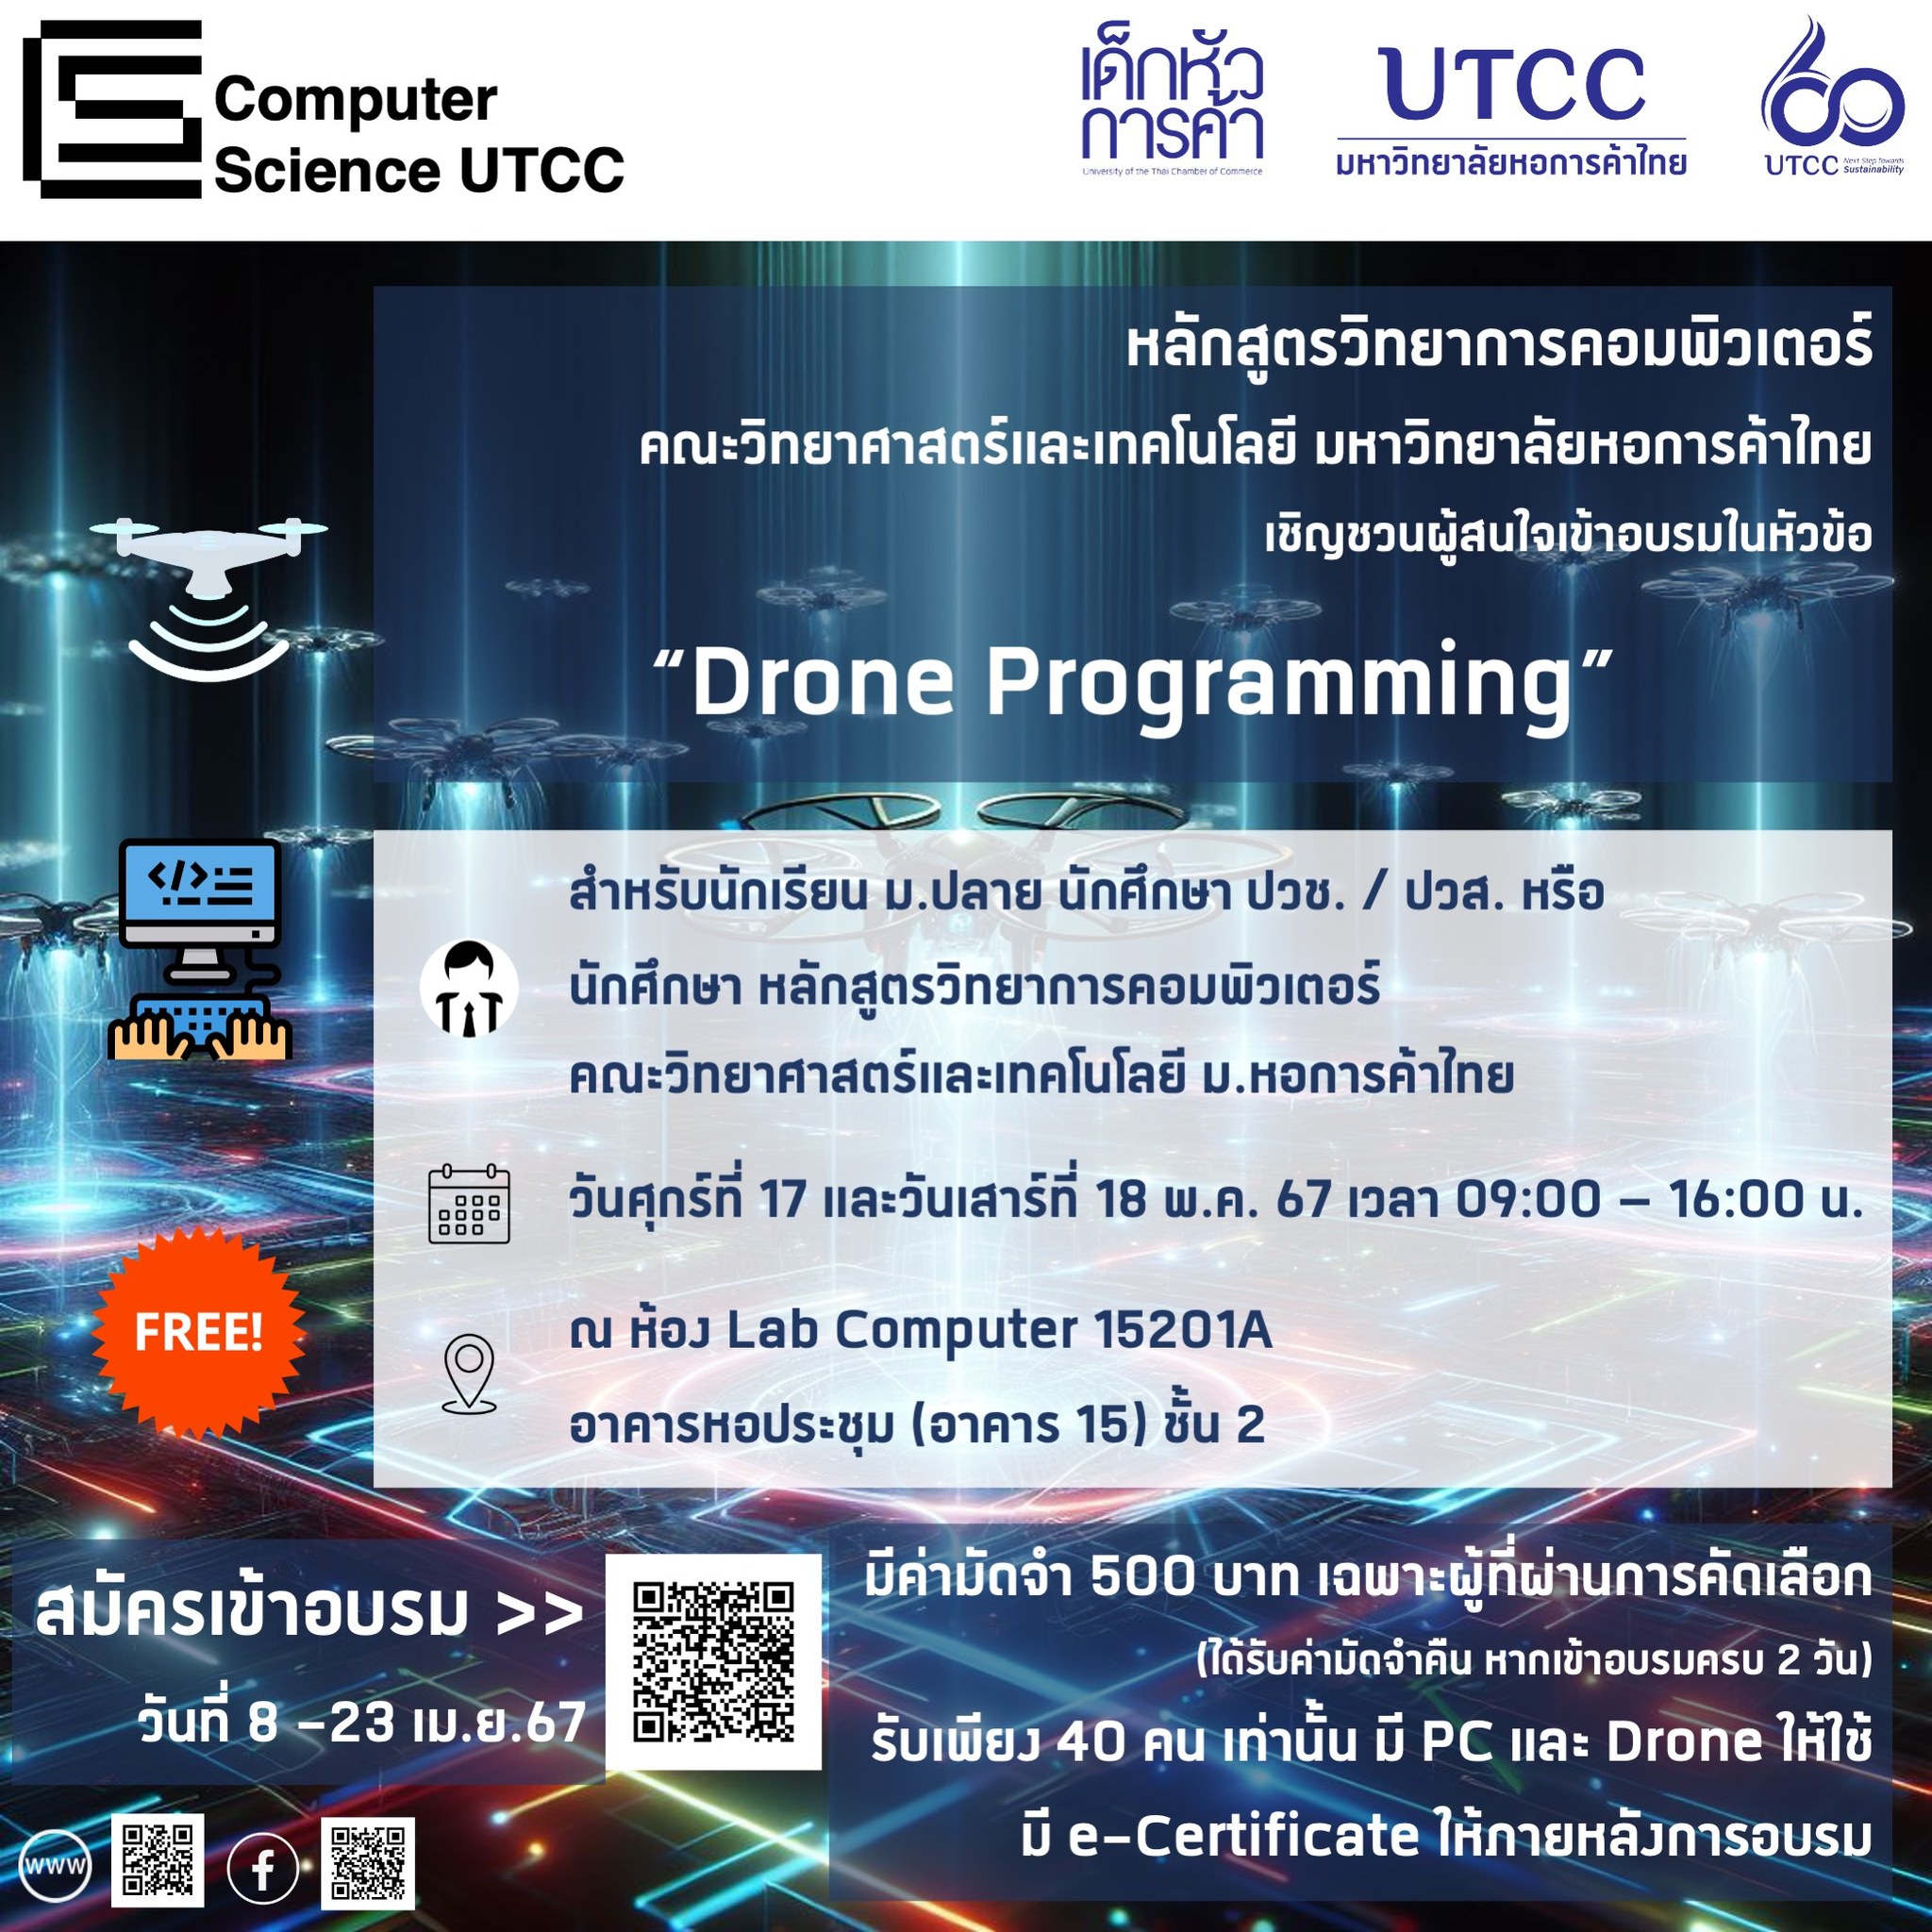 Computer
Science UTCC
เด็กหัว
การค้า
University of the Thai Chamber of Commerce
UTCC
มหาวิทยาลัยหอการค้าไทย
60
UTCC Next Step Towards
Sustainability
หลักสูตรวิทยาการคอมพิวเตอร์
คณะวิทยาศาสตร์และเทคโนโลยี มหาวิทยาลัยหอการค้าไทย
เชิญชวนผู้สนใจเข้าอบรมในหัวข้อ
“Drone Programming”
สำหรับนักเรียน ม.ปลาย นักศึกษา ปวช. / ปวส. หรือ
นักศึกษา หลักสูตรวิทยาการคอมพิวเตอร์
คณะวิทยาศาสตร์และเทคโนโลยี ม.หอการค้าไทย
วันศุกร์ที่ 17 และวันเสาร์ที่ 18 พ.ค. 67 เวลา 09:00 – 16:00 น.
FREE!
ณ ห้อง Lab Computer 15201A
อาคารหอประชุม (อาคาร 15) ชั้น 2
สมัครเข้าอบรม >>
วันที่ 8 –23 เม.ย.67
มีค่ามัดจำ 500 บาท เฉพาะผู้ที่ผ่านการคัดเลือก
(ได้รับค่ามัดจำคืน หากเข้าอบรมครบ 2 วัน)
รับเพียง 40 คน เท่านั้น มี PC และ Drone ให้ใช้
มี e–Certificate ให้ภายหลังการอบรม
www